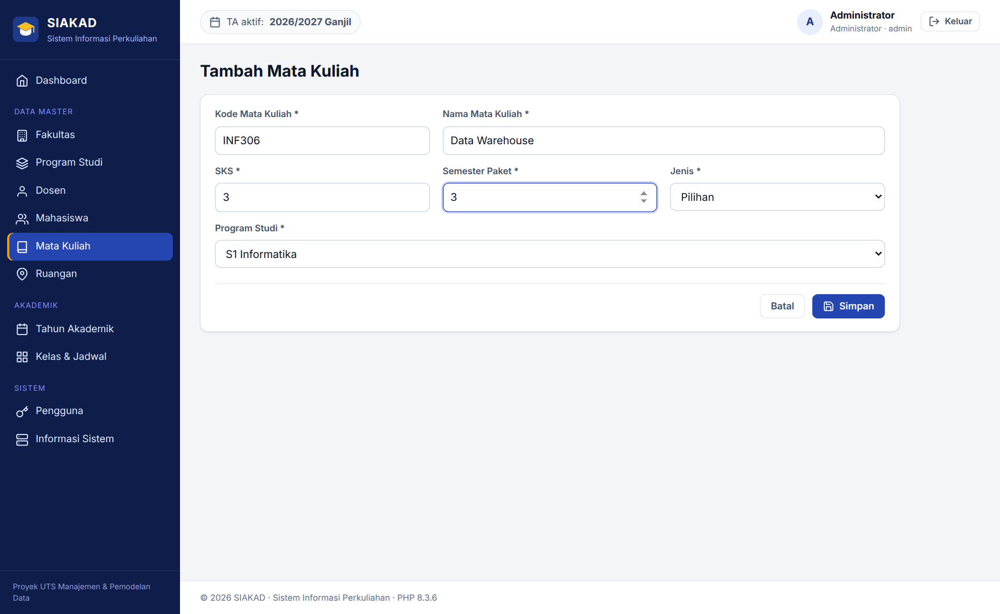 SIAKAD
Sistem Informasi Perkuliahan
Dashboard
DATA MASTER
Fakultas
Program Studi
Dosen
Mahasiswa
Mata Kuliah
Ruangan
AKADEMIK
Tahun Akademik
Kelas & Jadwal
SISTEM
Pengguna
Informasi Sistem
Proyek UTS Manajemen & Pemodelan
Data
TA aktif: 2026/2027 Ganjil
A
Administrator
Administrator · admin
Keluar
Tambah Mata Kuliah
Kode Mata Kuliah *
Nama Mata Kuliah *
INF306
Data Warehouse
SKS *
Semester Paket *
Jenis *
3
3
Pilihan
Program Studi *
S1 Informatika
Batal
Simpan
© 2026 SIAKAD · Sistem Informasi Perkuliahan · PHP 8.3.6